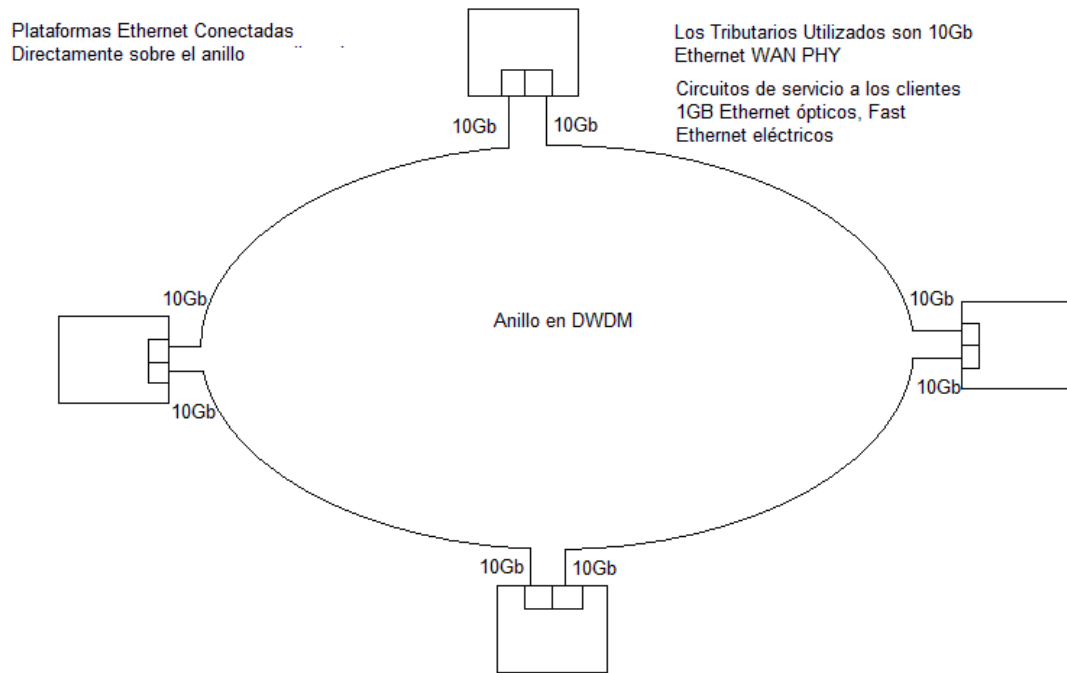 Plataformas Ethernet Conectadas
Directamente sobre el anillo
Los Tributarios Utilizados son 10Gb
Ethernet WAN PHY
Circuitos de servicio a los clientes
1GB Ethernet ópticos, Fast
Ethernet eléctricos
10Gb
10Gb
10Gb
10Gb
Anillo en DWDM
10Gb
10Gb
10Gb
10Gb